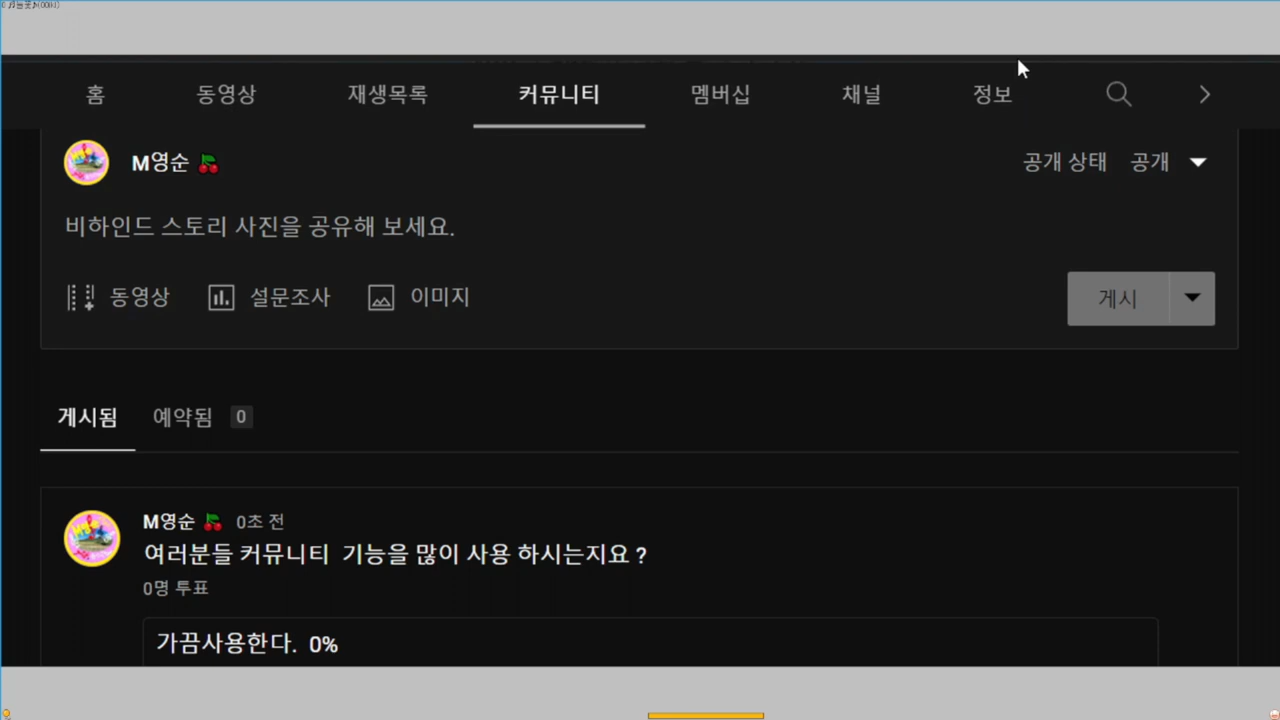 홈 동영상 재생목록 커뮤니티 멤버십 채널 정보
M영순 공개 상태 공개
비하인드 스토리 사진을 공유해 보세요.
동영상 설문조사 이미지 게시
게시됨 예약됨 0
M영순 0초 전
여러분들 커뮤니티 기능을 많이 사용 하시는지요 ?
0명 투표
가끔사용한다. 0%